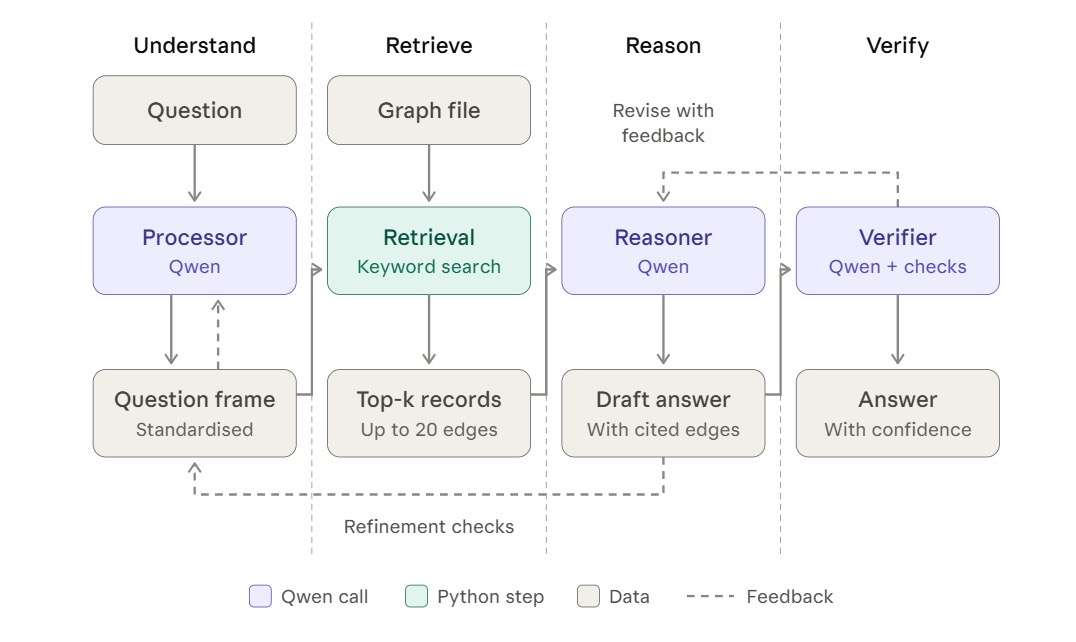 Understand
Retrieve
Reason
Verify
Question
Graph file
Revise with
feedback
Processor
Qwen
Retrieval
Keyword search
Reasoner
Qwen
Verifier
Qwen + checks
Question frame
Standardised
Top-k records
Up to 20 edges
Draft answer
With cited edges
Answer
With confidence
Refinement checks
Qwen call
Python step
Data
Feedback